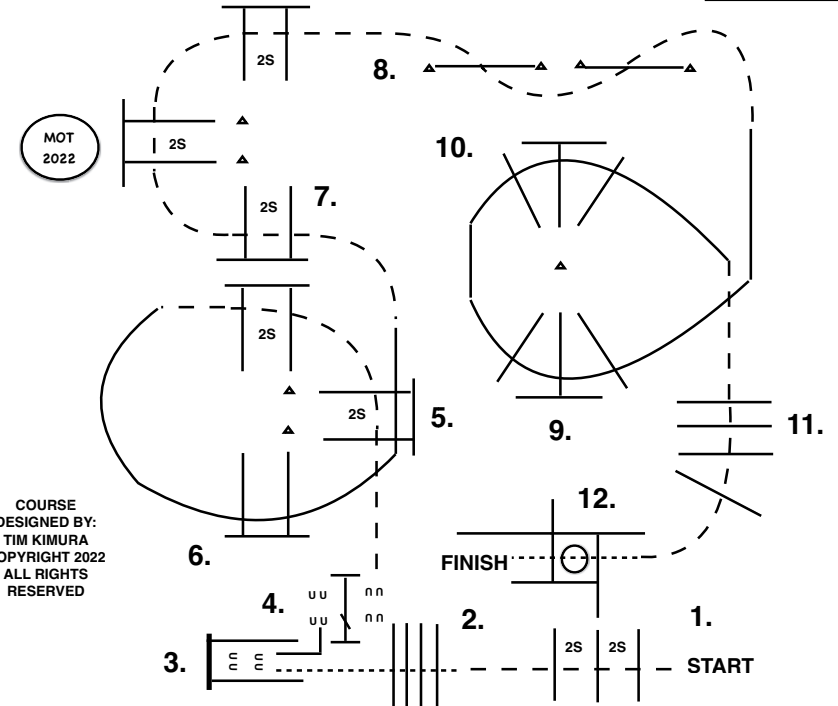 2S
8.
MOT
2022
2S
10.
2S
7.
2S
2S
5.
9.
11.
12.
COURSE
DESIGNED BY:
TIM KIMURA
COPYRIGHT 2022
ALL RIGHTS
RESERVED
6.
FINISH
4.
2.
1.
3.
2S
2S
START